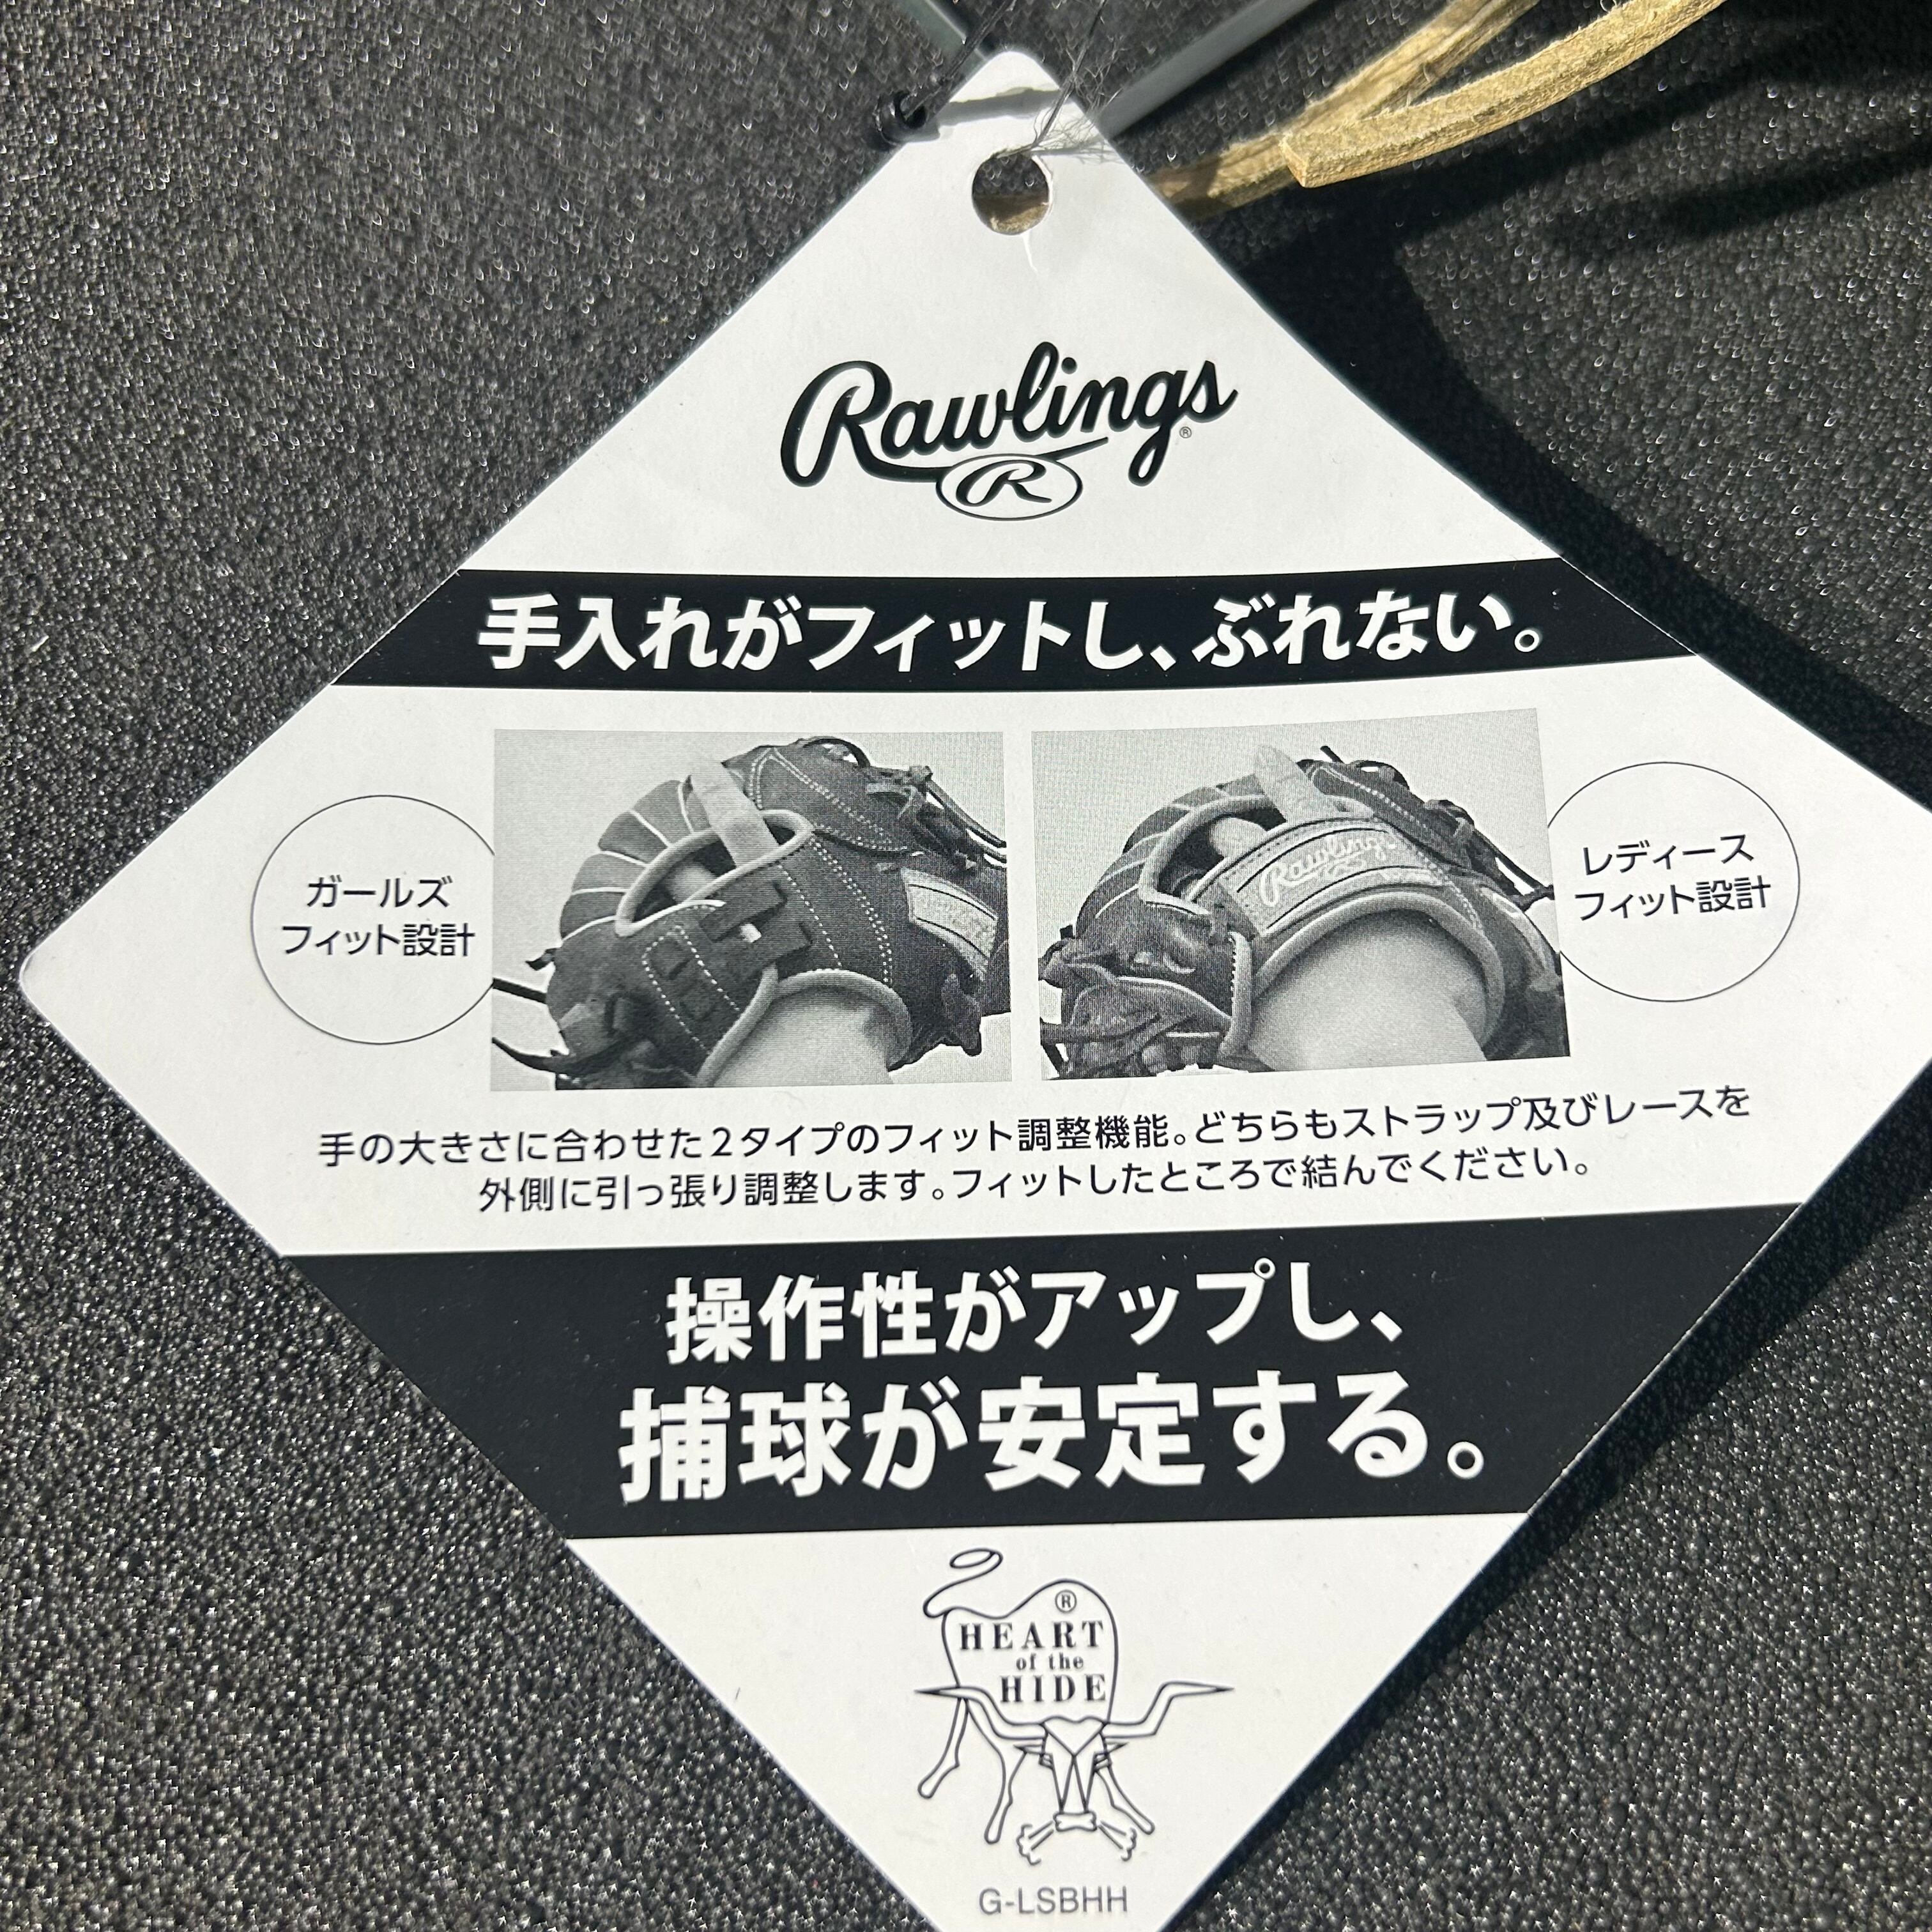 Rawlings®
R
手入れがフィットし、ぶれない。
ガールズ
フィット設計
Rawlings
レディース
フィット設計
手の大きさに合わせた2タイプのフィット調整機能。どちらもストラップ及びレースを
外側に引っ張り調整します。フィットしたところで結んでください。
操作性がアップし、
捕球が安定する。
®
HEART
of the
HIDE
G-LSBHH